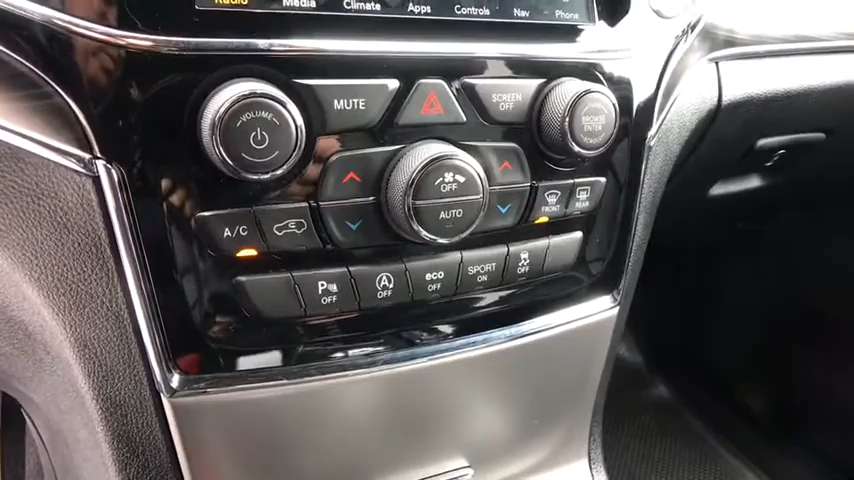 Radio Media Climate Apps Controls Nav Phone
VOLUME
MUTE
SCREEN
OFF
BROWSE
ENTER
OFF
AUTO
FRONT
REAR
A/C
P OFF
A OFF
eco
OFF
SPORT
ON
OFF